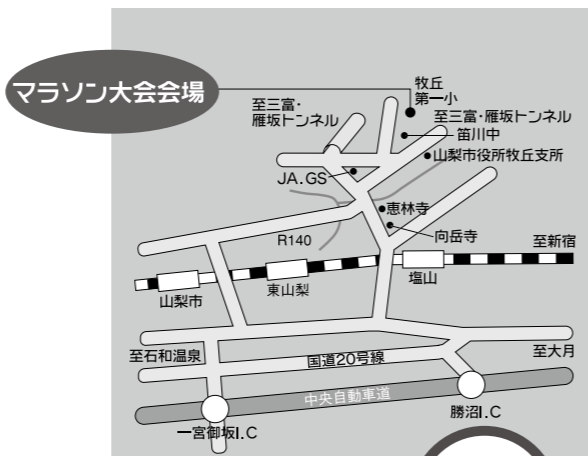 マラソン大会会場
牧丘
第一小
至三富・
雁坂トンネル
至三富・雁坂トンネル
笛川中
山梨市役所牧丘支所
JA.GS
恵林寺
向岳寺
R140
至新宿
山梨市
東山梨
塩山
至石和温泉
国道20号線
至大月
中央自動車道
一宮御坂I.C
勝沼I.C